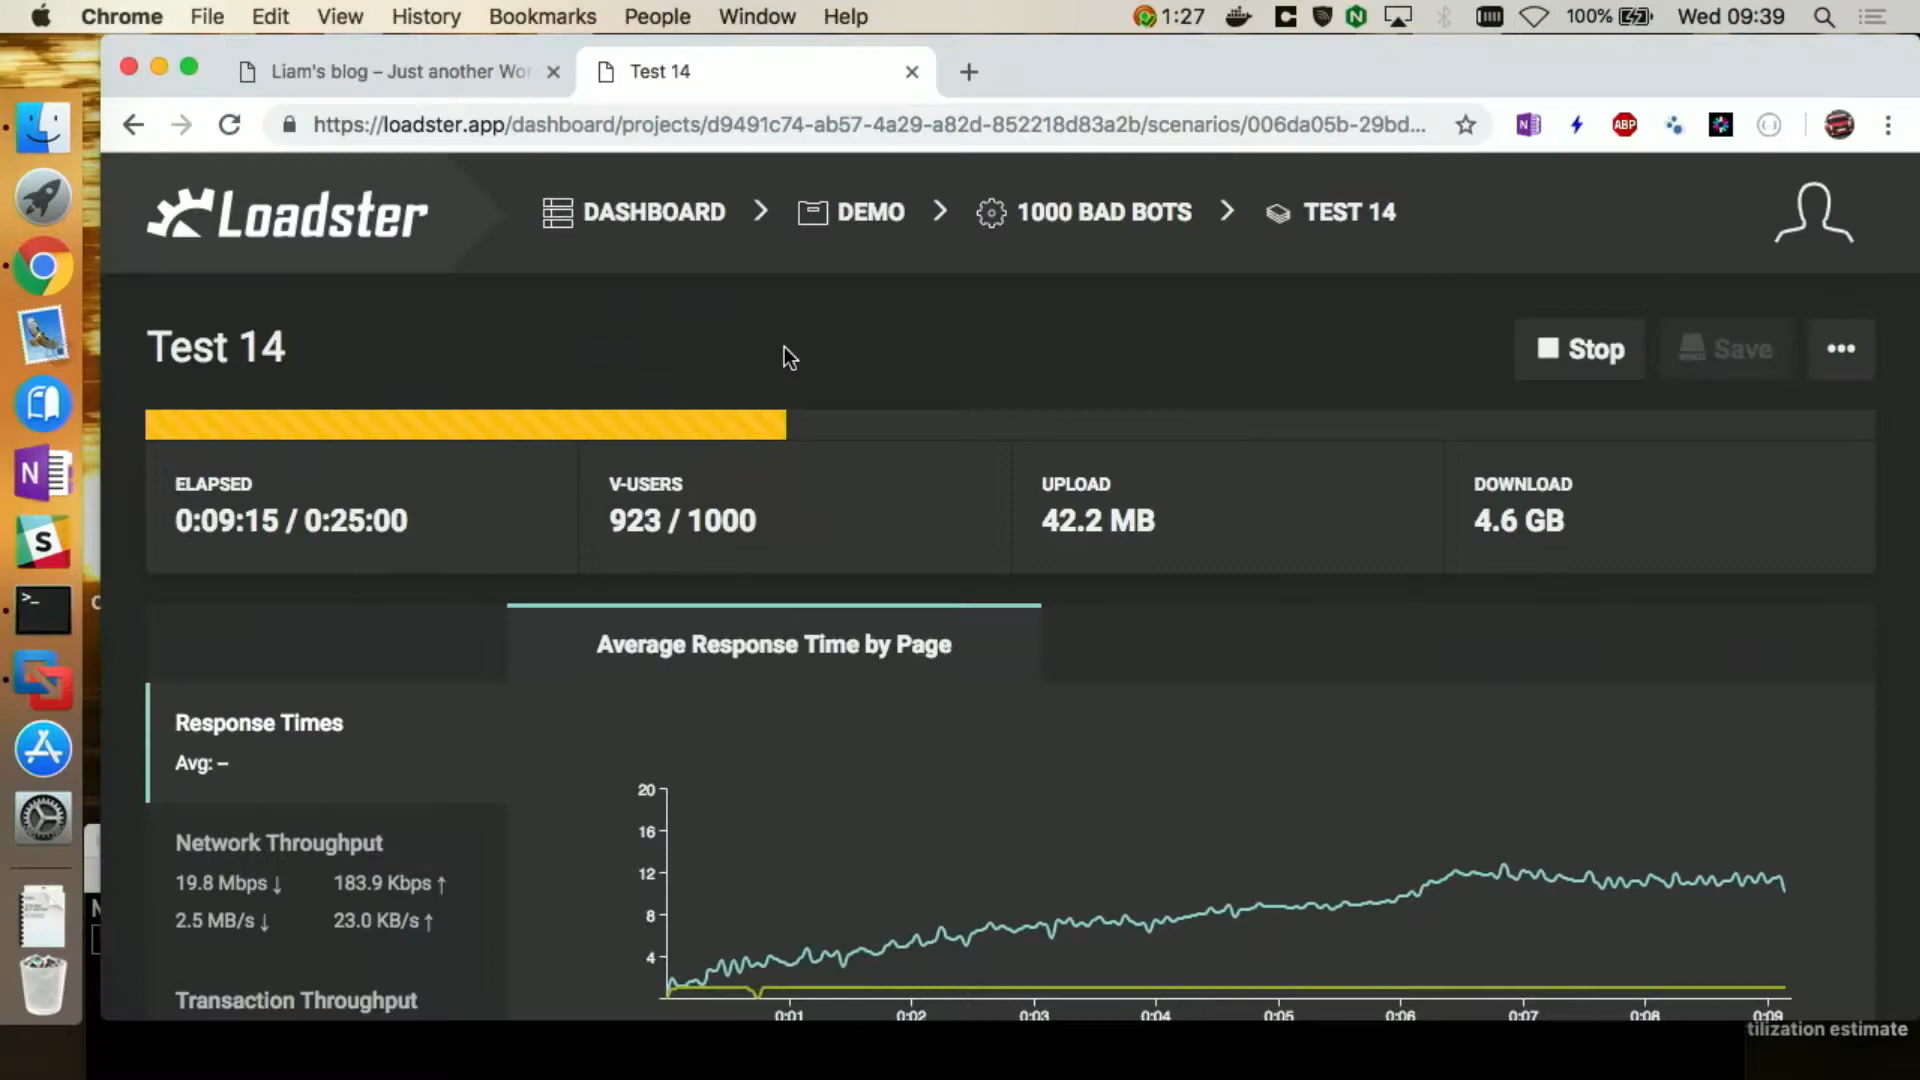 Chrome File Edit View History Bookmarks People Window Help 1:27 100% Wed 09:39
Liam's blog – Just another Wor
Test 14
https://loadster.app/dashboard/projects/d9491c74-ab57-4a29-a82d-852218d83a2b/scenarios/006da05b-29bd...
ABP
Loadster
DASHBOARD
DEMO
1000 BAD BOTS
TEST 14
Test 14
Stop
Save
ELAPSED
0:09:15 / 0:25:00
V-USERS
923 / 1000
UPLOAD
42.2 MB
DOWNLOAD
4.6 GB
Average Response Time by Page
Response Times
Avg: –
Network Throughput
19.8 Mbps ↓ 183.9 Kbps ↑
2.5 MB/s ↓ 23.0 KB/s ↑
Transaction Throughput
20
16
12
8
4
0:01 0:02 0:03 0:04 0:05 0:06 0:07 0:08 0:09
tilization estimate